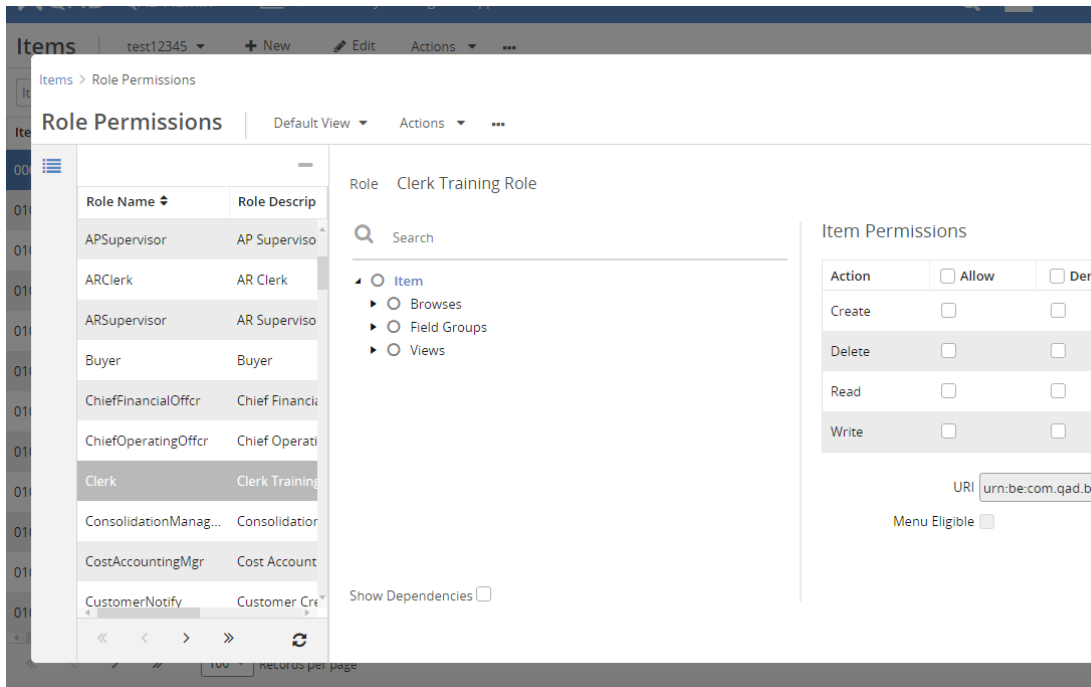 Items test12345 + New Edit Actions
Items > Role Permissions
Role Permissions Default View Actions
Role Name Role Descrip
APSupervisor AP Superviso
ARClerk AR Clerk
ARSupervisor AR Superviso
Buyer Buyer
ChiefFinancialOffcr Chief Financia
ChiefOperatingOffcr Chief Operati
Clerk Clerk Training
ConsolidationManag... Consolidation
CostAccountingMgr Cost Account
CustomerNotify Customer Cre
Role Clerk Training Role
Search
Item
Browses
Field Groups
Views
Show Dependencies
Item Permissions
Action Allow Der
Create
Delete
Read
Write
URI urn:be:com.qad.b
Menu Eligible
100 Records per page